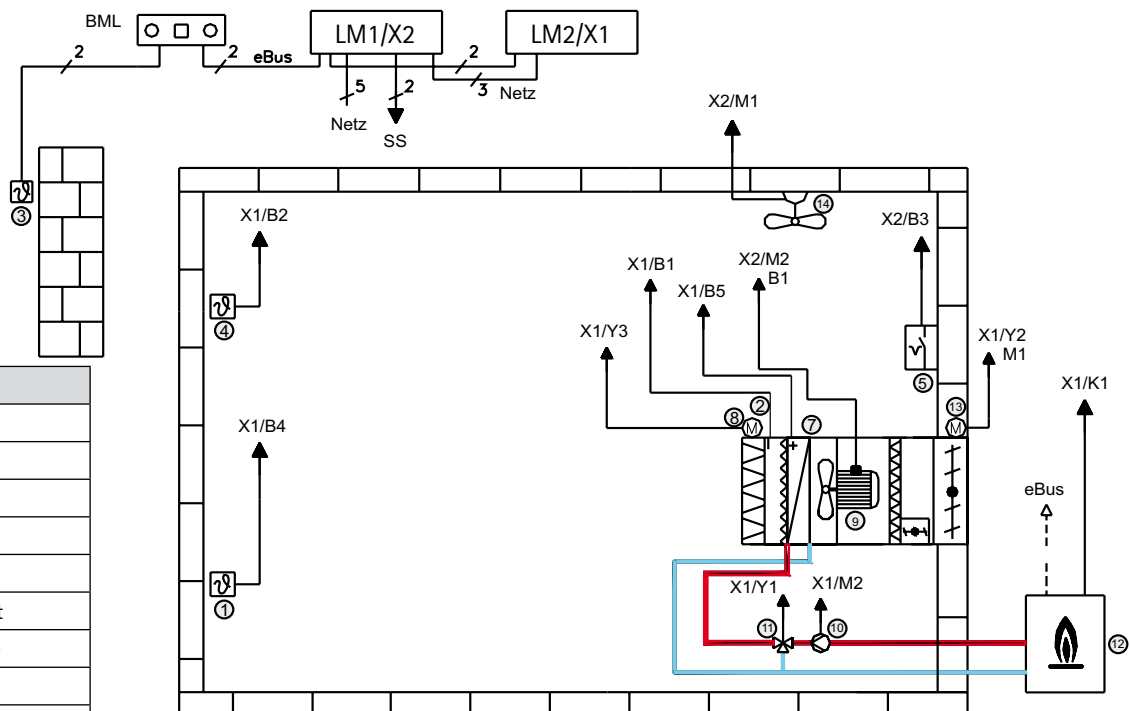 BML
LM1/X2
LM2/X1
2
2
eBus
2
5
2
3
Netz
Netz
SS
X2/M1
3
14
X1/B2
X2/B3
X1/B1
X2/M2
B1
X1/B5
4
X1/Y3
X1/Y2
M1
5
X1/K1
2
13
8
M
7
M
X1/B4
+
eBus
9
1
X1/Y1
X1/M2
t
11
10
12